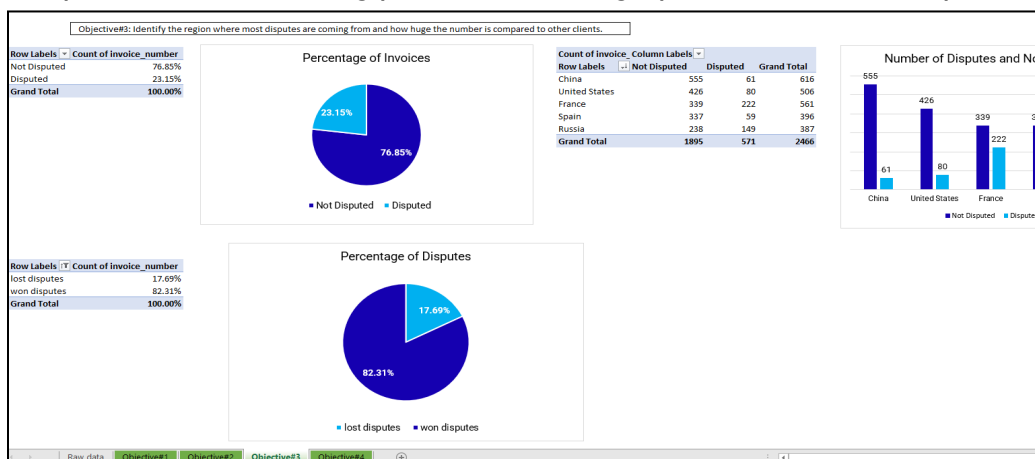 Objective#3: Identify the region where most disputes are coming from and how huge the number is compared to other clients.
Row Labels Count of invoice_number
Not Disputed 76.85%
Disputed 23.15%
Grand Total 100.00%
Percentage of Invoices
23.15%
76.85%
Not Disputed Disputed
Count of invoice_ Column Labels
Row Labels Not Disputed Disputed Grand Total
China 555 61 616
United States 426 80 506
France 339 222 561
Spain 337 59 396
Russia 238 149 387
Grand Total 1895 571 2466
Number of Disputes and No
555
426
339
222
61
80
China United States France
Not Disputed Dispute
Row Labels Count of invoice_number
lost disputes 17.69%
won disputes 82.31%
Grand Total 100.00%
Percentage of Disputes
17.69%
82.31%
lost disputes won disputes
Raw data Objective#1 Objective#2 Objective#3 Objective#4